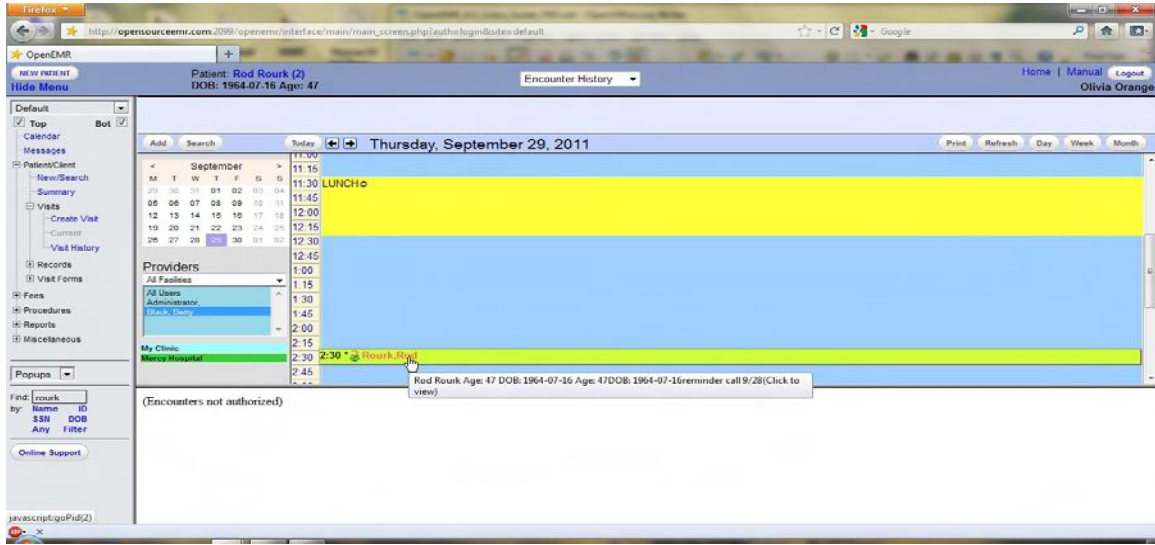 Firefox
http://opensourceemr.com:2099/openemr/interface/main/main_screen.php?auth=login&site=default
Google
OpenEMR
NEW PATIENT
Hide Menu
Patient: Rod Rourk (2)
DOB: 1964-07-16 Age: 47
Encounter History
Home | Manual Logout
Olivia Orange
Default
Top Bot
Calendar
Messages
Patient/Client
New/Search
Summary
Visits
Create Visit
Current
Visit History
Records
Visit Forms
Fees
Procedures
Reports
Miscellaneous
Popups
Find: rourk
by: Name ID
SSN DOB
Any Filter
Online Support
javascript:goPid(2)
Add Search Today Thursday, September 29, 2011 Print Refresh Day Week Month
< September >
M T W T F S S
29 30 31 01 02 03 04
05 06 07 08 09 10 11
12 13 14 15 16 17 18
19 20 21 22 23 24 25
26 27 28 29 30 01 02
Providers
All Facilities
All Users
Administrator,
Black, Betty
My Clinic
Mercy Hospital
11:00
11:15
11:30 LUNCH
11:45
12:00
12:15
12:30
12:45
1:00
1:15
1:30
1:45
2:00
2:15
2:30 2:30 * Rourk,Rod
2:45
Rod Rourk Age: 47 DOB: 1964-07-16 Age: 47DOB: 1964-07-16reminder call 9/28(Click to
view)
(Encounters not authorized)